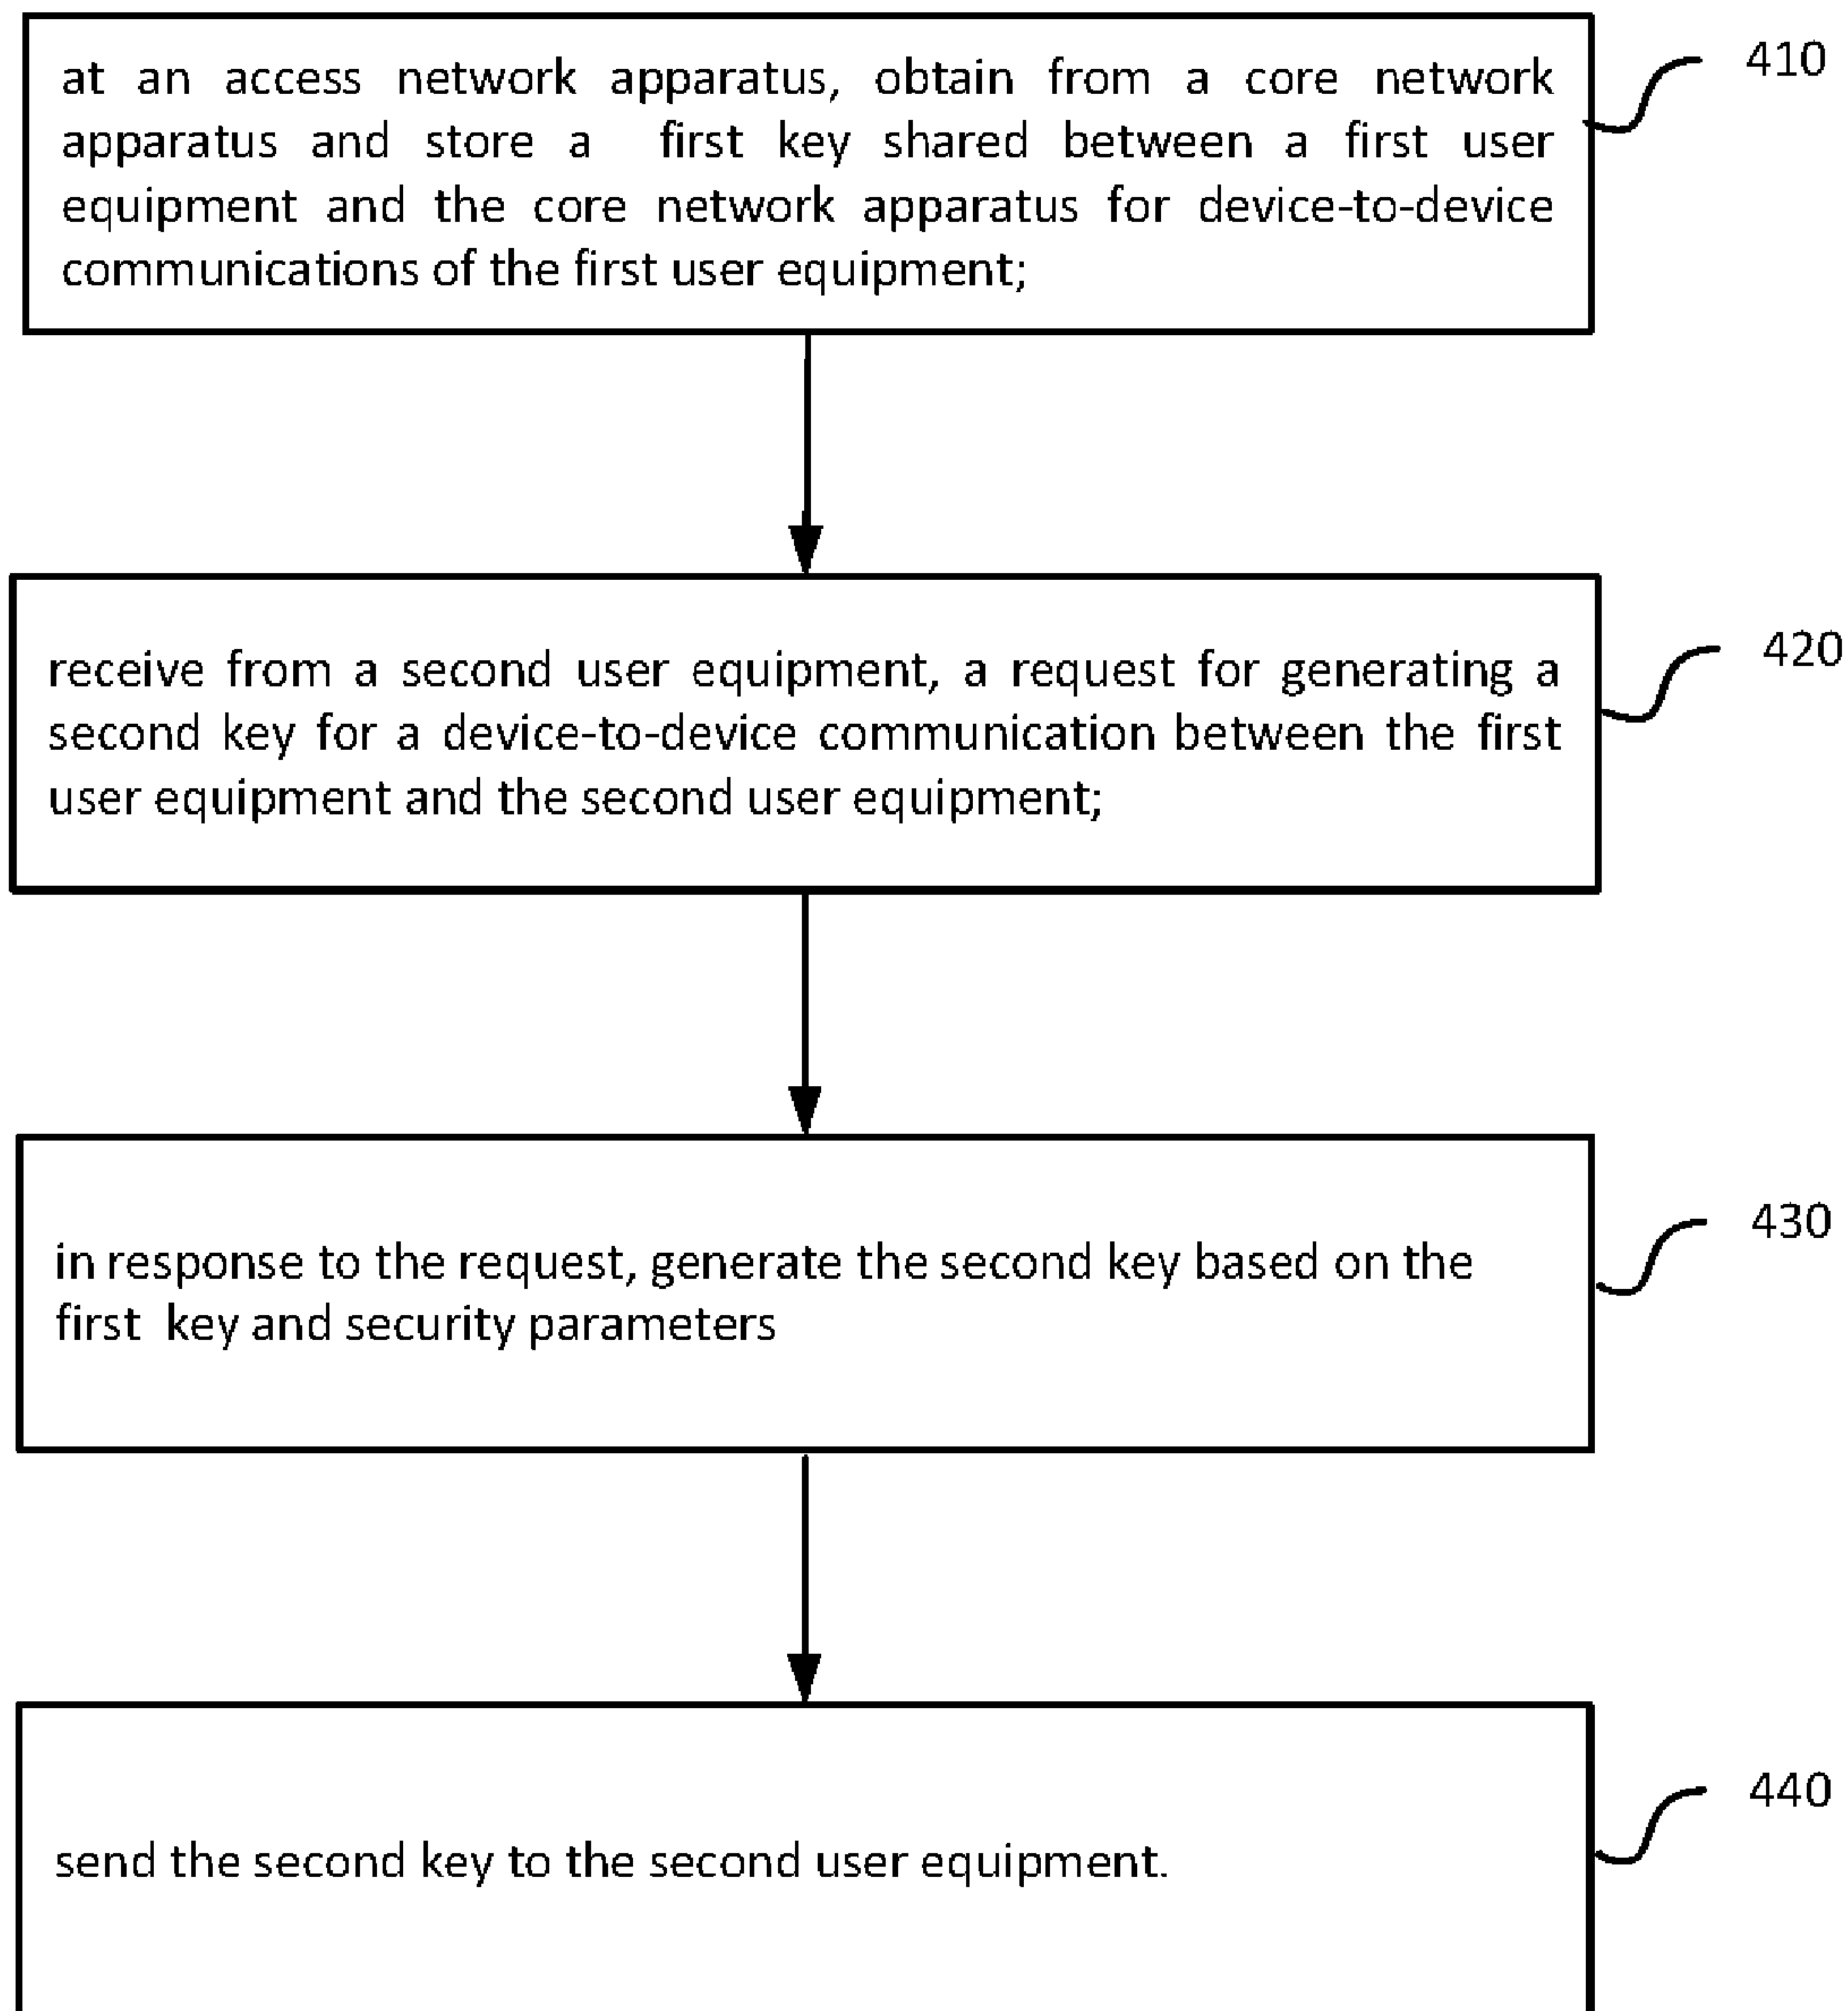 at an access network apparatus, obtain from a core network
apparatus and store a first key shared between a first user
equipment and the core network apparatus for device-to-device
communications of the first user equipment;
410
receive from a second user equipment, a request for generating a
second key for a device-to-device communication between the first
user equipment and the second user equipment;
420
in response to the request, generate the second key based on the
first key and security parameters
430
send the second key to the second user equipment.
440